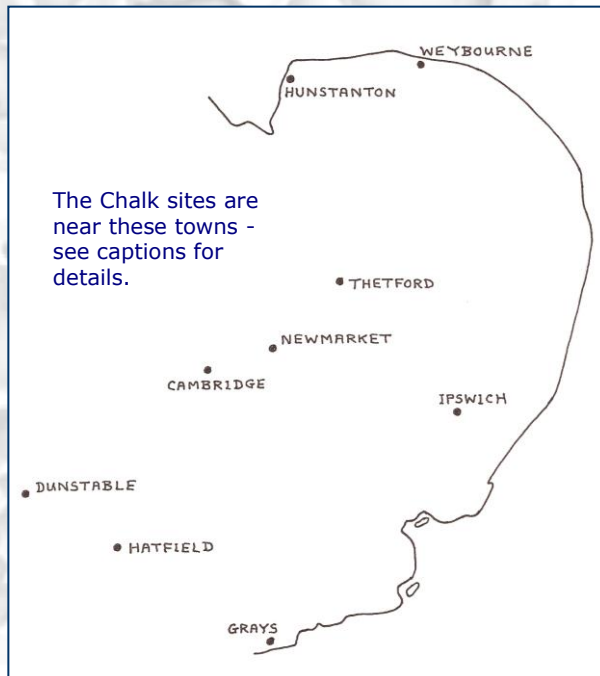 WEYBOURNE
HUNSTANTON
The Chalk sites are
near these towns -
see captions for
details.
THETFORD
NEWMARKET
CAMBRIDGE
IPSWICH
DUNSTABLE
HATFIELD
GRAYS